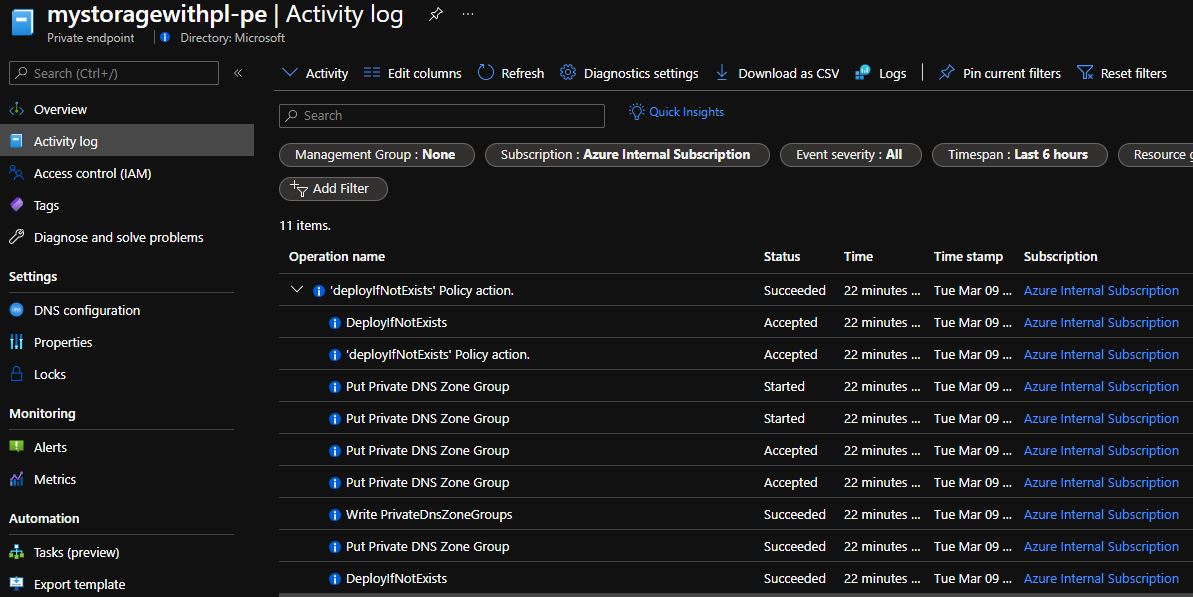 mystoragewithpl-pe | Activity log
Private endpoint
Directory: Microsoft
Search (Ctrl+/)
Overview
Activity log
Access control (IAM)
Tags
Diagnose and solve problems
Settings
DNS configuration
Properties
Locks
Monitoring
Alerts
Metrics
Automation
Tasks (preview)
Export template
Activity Edit columns Refresh Diagnostics settings Download as CSV Logs Pin current filters Reset filters
Search Quick Insights
Management Group : None Subscription : Azure Internal Subscription Event severity : All Timespan : Last 6 hours Resource g
Add Filter
11 items.
Operation name Status Time Time stamp Subscription
'deployIfNotExists' Policy action. Succeeded 22 minutes ... Tue Mar 09 ... Azure Internal Subscription
DeployIfNotExists Accepted 22 minutes ... Tue Mar 09 ... Azure Internal Subscription
'deployIfNotExists' Policy action. Accepted 22 minutes ... Tue Mar 09 ... Azure Internal Subscription
Put Private DNS Zone Group Started 22 minutes ... Tue Mar 09 ... Azure Internal Subscription
Put Private DNS Zone Group Started 22 minutes ... Tue Mar 09 ... Azure Internal Subscription
Put Private DNS Zone Group Accepted 22 minutes ... Tue Mar 09 ... Azure Internal Subscription
Put Private DNS Zone Group Accepted 22 minutes ... Tue Mar 09 ... Azure Internal Subscription
Write PrivateDnsZoneGroups Succeeded 22 minutes ... Tue Mar 09 ... Azure Internal Subscription
Put Private DNS Zone Group Succeeded 22 minutes ... Tue Mar 09 ... Azure Internal Subscription
DeployIfNotExists Succeeded 22 minutes ... Tue Mar 09 ... Azure Internal Subscription